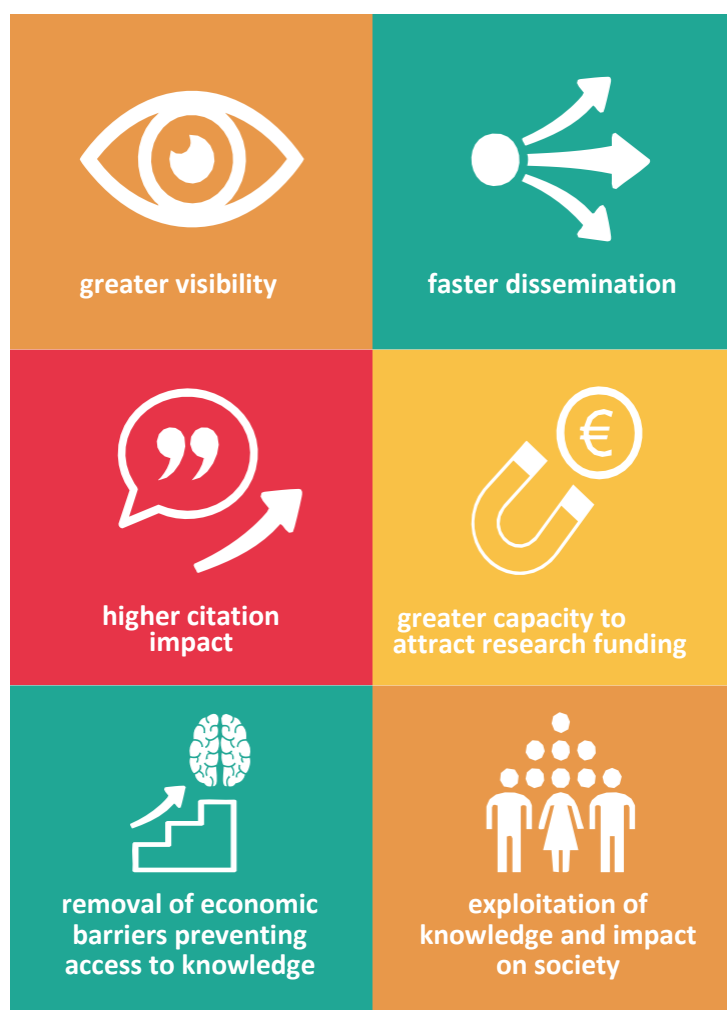 greater visibility
faster dissemination
€
higher citation
impact
greater capacity to
attract research funding
removal of economic
barriers preventing
access to knowledge
exploitation of
knowledge and impact
on society